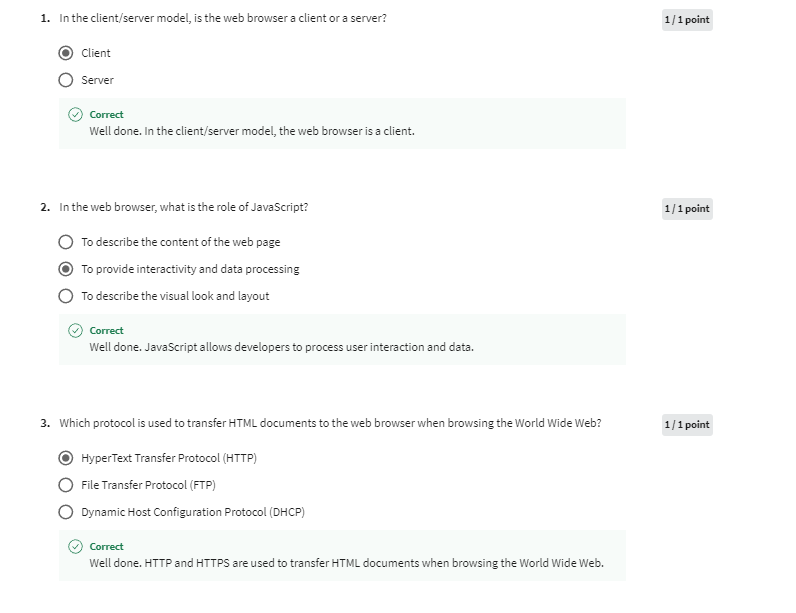 1. In the client/server model, is the web browser a client or a server?
1 / 1 point
Client
Server
Correct
Well done. In the client/server model, the web browser is a client.
2. In the web browser, what is the role of JavaScript?
1 / 1 point
To describe the content of the web page
To provide interactivity and data processing
To describe the visual look and layout
Correct
Well done. JavaScript allows developers to process user interaction and data.
3. Which protocol is used to transfer HTML documents to the web browser when browsing the World Wide Web?
1 / 1 point
HyperText Transfer Protocol (HTTP)
File Transfer Protocol (FTP)
Dynamic Host Configuration Protocol (DHCP)
Correct
Well done. HTTP and HTTPS are used to transfer HTML documents when browsing the World Wide Web.